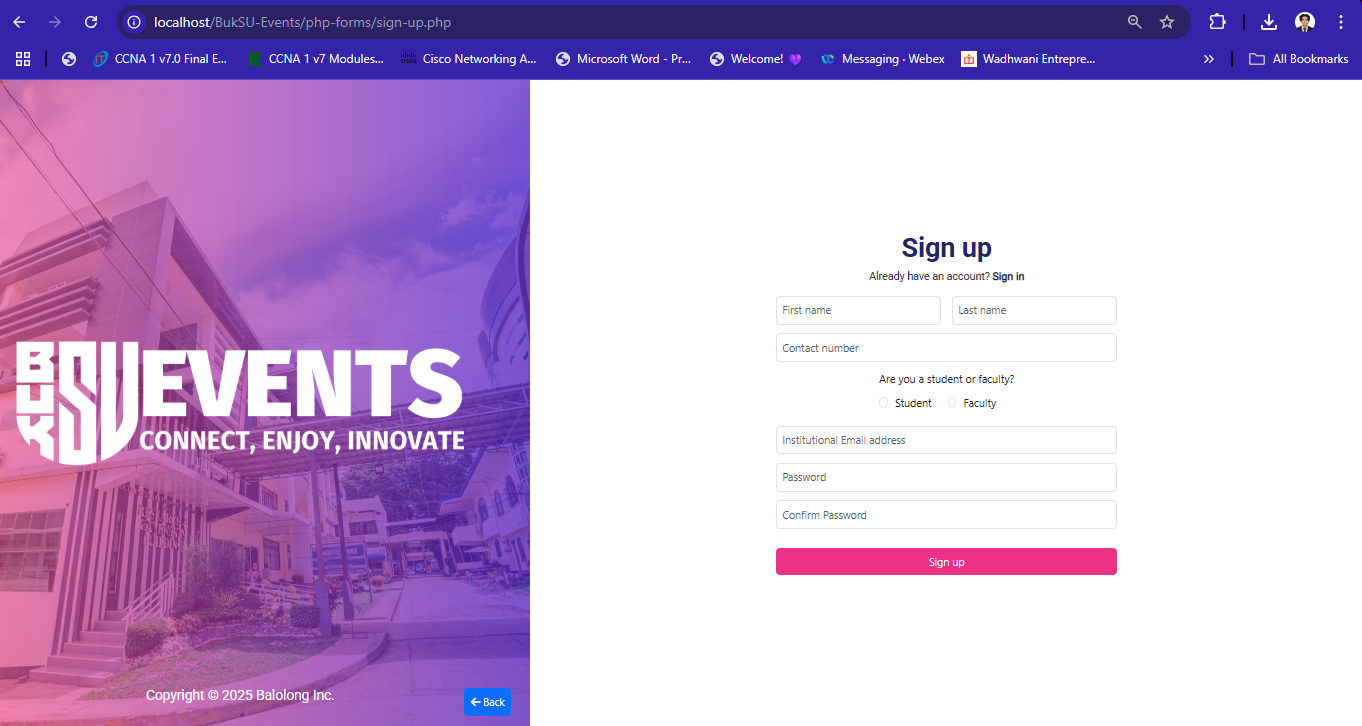 localhost/BukSU-Events/php-forms/sign-up.php
CCNA 1 v7.0 Final E...
CCNA 1 v7 Modules...
Cisco Networking A...
Microsoft Word - Pr...
Welcome! 💜
Messaging · Webex
Wadhwani Entrepre...
»
All Bookmarks
BUKSU EVENTS
CONNECT, ENJOY, INNOVATE
Copyright © 2025 Balolong Inc.
Back
Sign up
Already have an account? Sign in
First name
Last name
Contact number
Are you a student or faculty?
Student
Faculty
Institutional Email address
Password
Confirm Password
Sign up